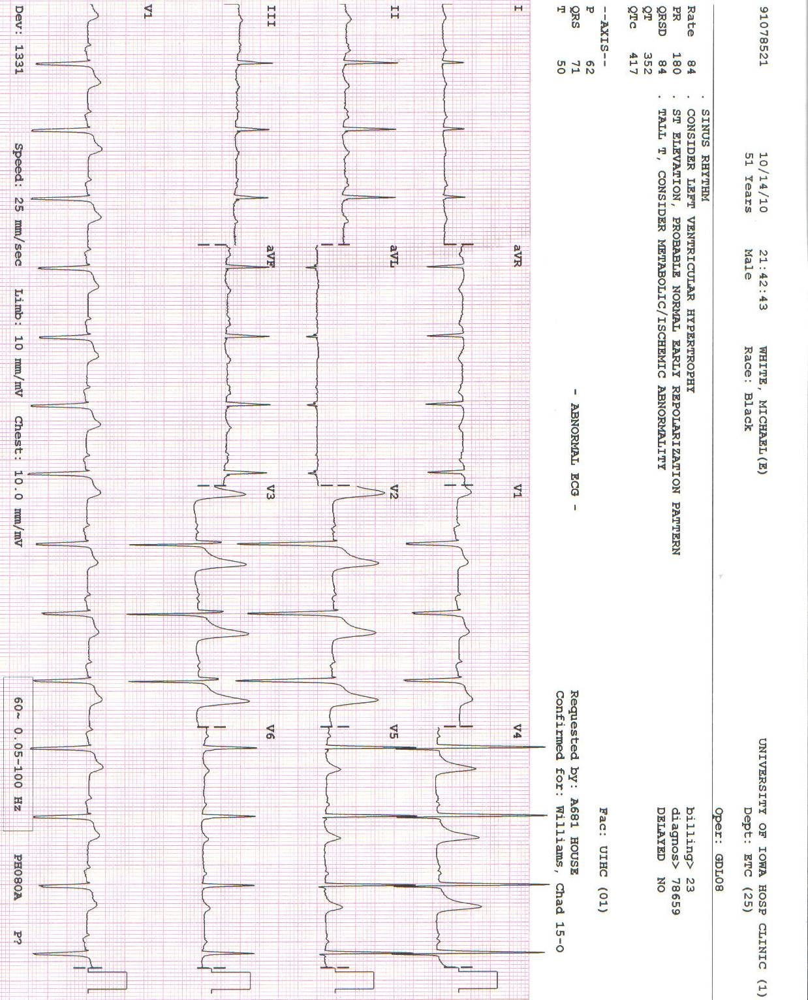 91078521 10/14/10 21:42:43 WHITE, MICHAEL(E) UNIVERSITY OF IOWA HOSP CLINIC (1)
51 Years Male Race: Black Dept: ETC (25)
Oper: GDL08
. SINUS RHYTHM
Rate 84 . CONSIDER LEFT VENTRICULAR HYPERTROPHY billing> 23
PR 180 . ST ELEVATION, PROBABLE NORMAL EARLY REPOLARIZATION PATTERN diagnos> 78659
QRSD 84 . TALL T, CONSIDER METABOLIC/ISCHEMIC ABNORMALITY DELAYED NO
QT 352
QTc 417
--AXIS-- Fac: UIHC (01)
P 62
QRS 71 - ABNORMAL ECG - Requested by: A681 HOUSE
T 50 Confirmed for: Williams, Chad 15-0
I aVR V1 V4
II aVL V2 V5
III aVF V3 V6
V1
Dev: 1331 Speed: 25 mm/sec Limb: 10 mm/mV Chest: 10.0 mm/mV 60~ 0.05-100 Hz PH080A P?